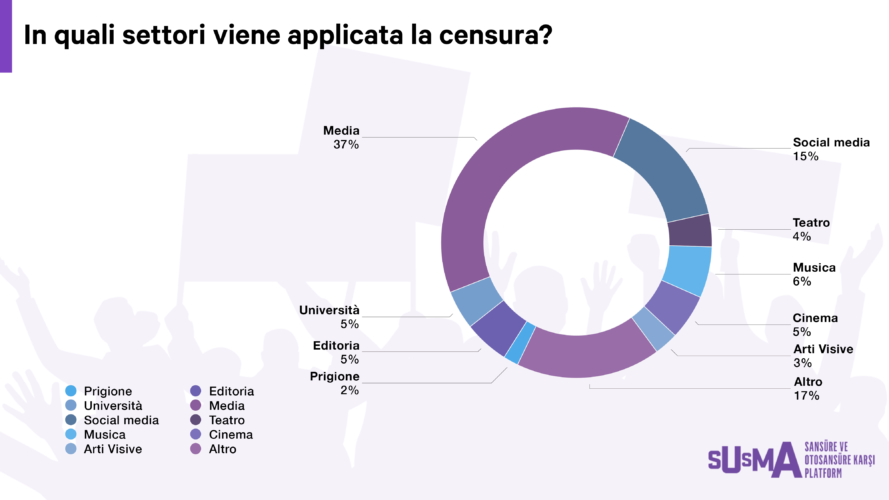 In quali settori viene applicata la censura?
Media
37%
Social media
15%
Teatro
4%
Musica
6%
Università
5%
Cinema
5%
Editoria
5%
Arti Visive
3%
Prigione
2%
Altro
17%
Prigione
Università
Social media
Musica
Arti Visive
Editoria
Media
Teatro
Cinema
Altro
SUSMA
SANSÜRE VE
OTOSANSÜRE KARŞI
PLATFORM